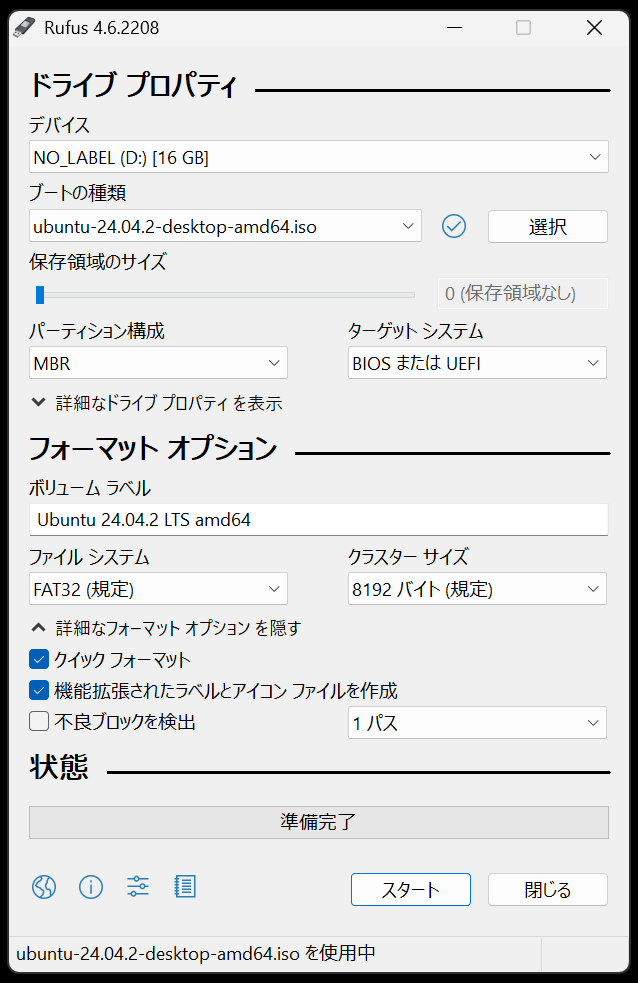 Rufus 4.6.2208
ドライブ プロパティ
デバイス
NO_LABEL (D:) [16 GB]
ブートの種類
ubuntu-24.04.2-desktop-amd64.iso 選択
保存領域のサイズ
0 (保存領域なし)
パーティション構成 ターゲット システム
MBR BIOS または UEFI
詳細なドライブ プロパティ を表示
フォーマット オプション
ボリューム ラベル
Ubuntu 24.04.2 LTS amd64
ファイル システム クラスター サイズ
FAT32 (規定) 8192 バイト (規定)
詳細なフォーマット オプション を隠す
クイック フォーマット
機能拡張されたラベルとアイコン ファイルを作成
不良ブロックを検出 1 パス
状態
準備完了
スタート 閉じる
ubuntu-24.04.2-desktop-amd64.iso を使用中